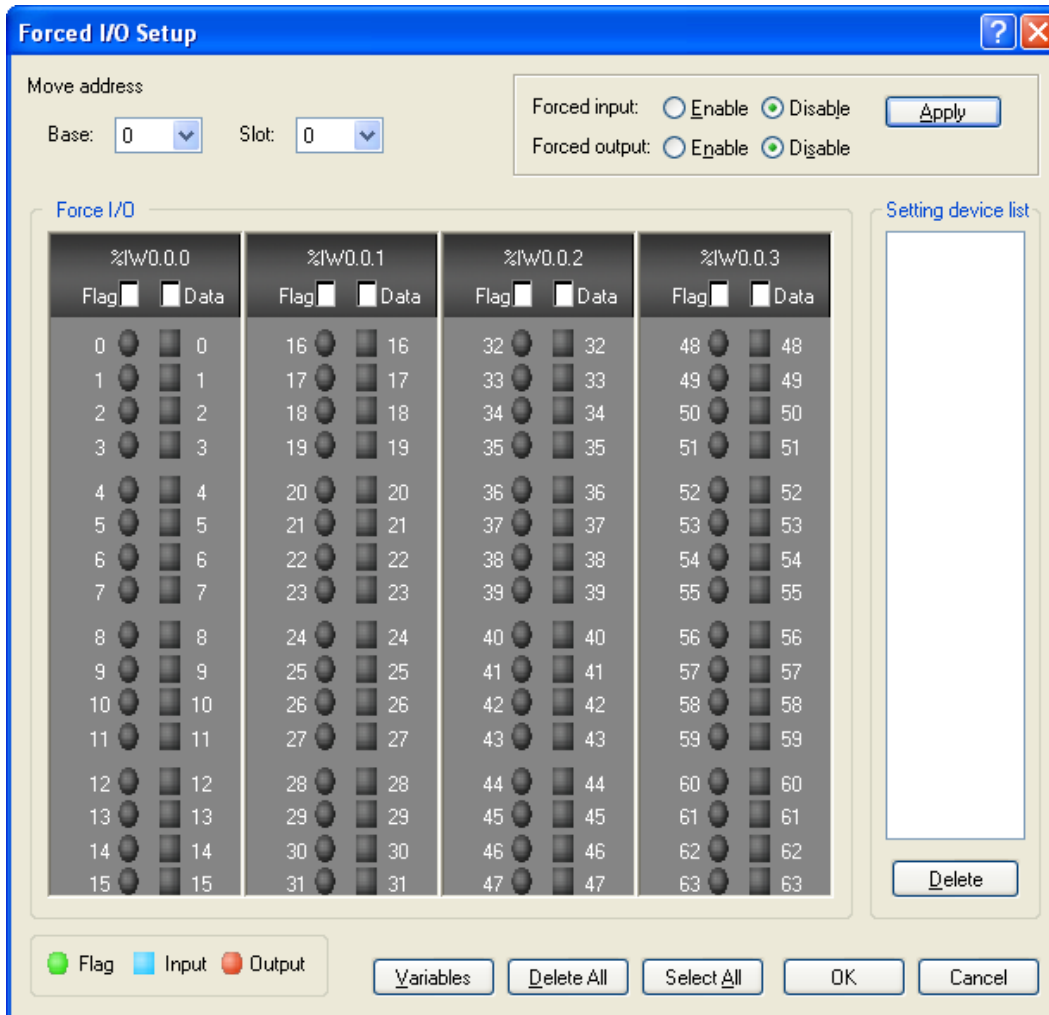 Forced I/O Setup
Move address
Base: 0 Slot: 0
Forced input: Enable Disable Apply
Forced output: Enable Disable
Force I/O
Setting device list
%IW0.0.0 %IW0.0.1 %IW0.0.2 %IW0.0.3
Flag Data Flag Data Flag Data Flag Data
0 0 16 16 32 32 48 48
1 1 17 17 33 33 49 49
2 2 18 18 34 34 50 50
3 3 19 19 35 35 51 51
4 4 20 20 36 36 52 52
5 5 21 21 37 37 53 53
6 6 22 22 38 38 54 54
7 7 23 23 39 39 55 55
8 8 24 24 40 40 56 56
9 9 25 25 41 41 57 57
10 10 26 26 42 42 58 58
11 11 27 27 43 43 59 59
12 12 28 28 44 44 60 60
13 13 29 29 45 45 61 61
14 14 30 30 46 46 62 62
15 15 31 31 47 47 63 63
Delete
Flag Input Output
Variables Delete All Select All OK Cancel